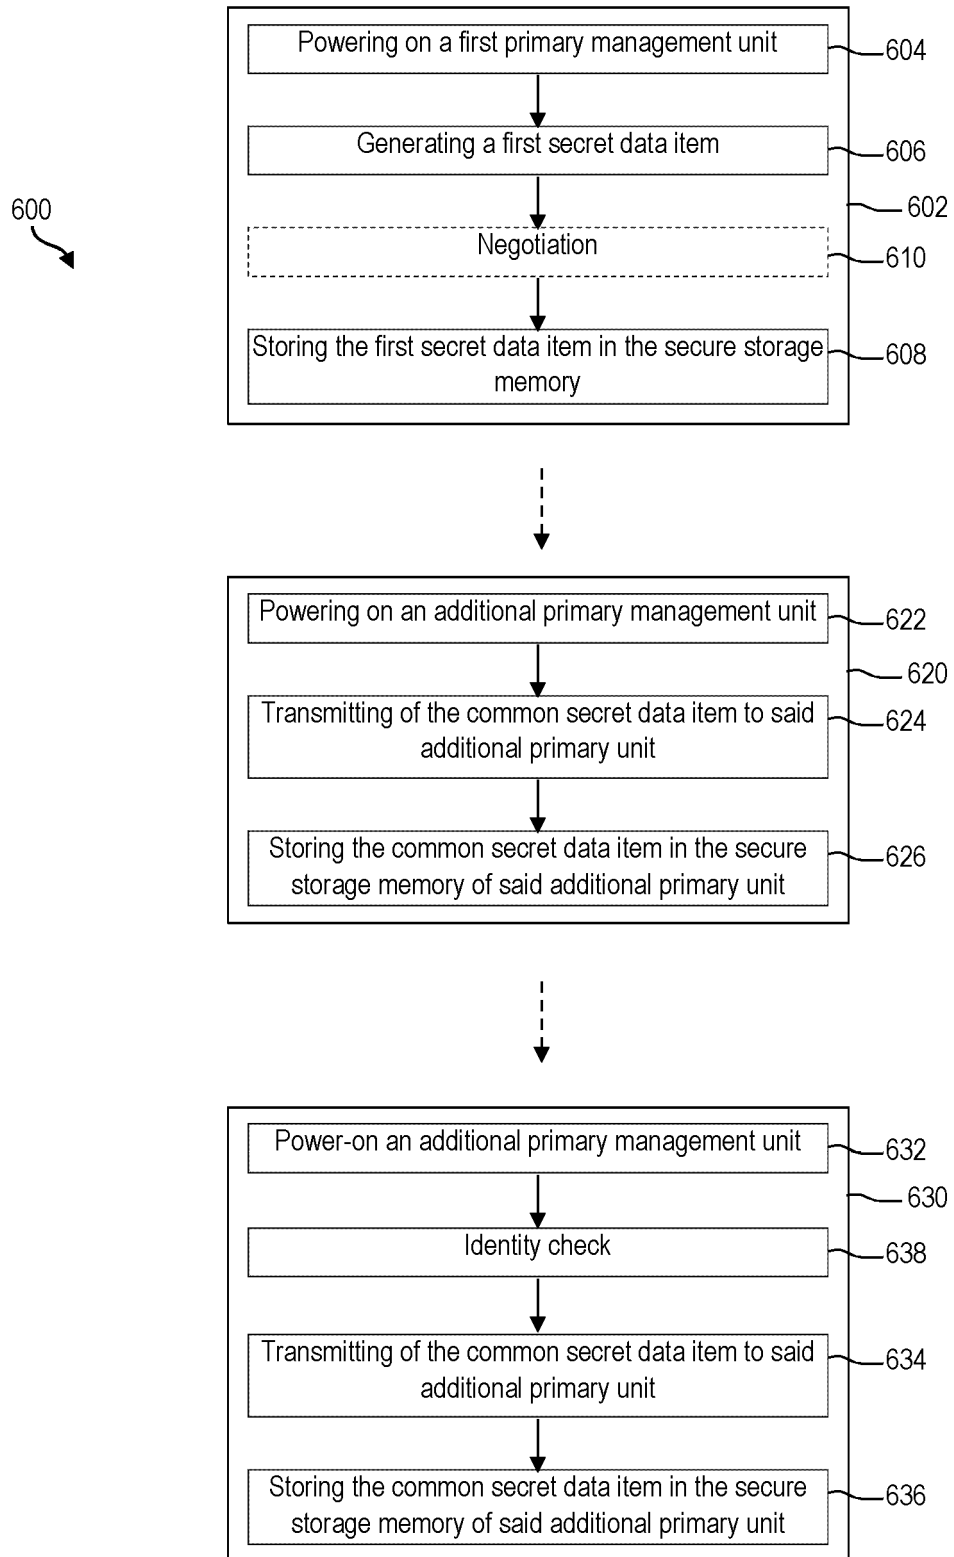 Powering on a first primary management unit
604
Generating a first secret data item
606
602
600
Negotiation
610
Storing the first secret data item in the secure storage
memory
608
Powering on an additional primary management unit
622
620
Transmitting of the common secret data item to said
additional primary unit
624
Storing the common secret data item in the secure
storage memory of said additional primary unit
626
Power-on an additional primary management unit
632
630
Identity check
638
Transmitting of the common secret data item to said
additional primary unit
634
Storing the common secret data item in the secure
storage memory of said additional primary unit
636